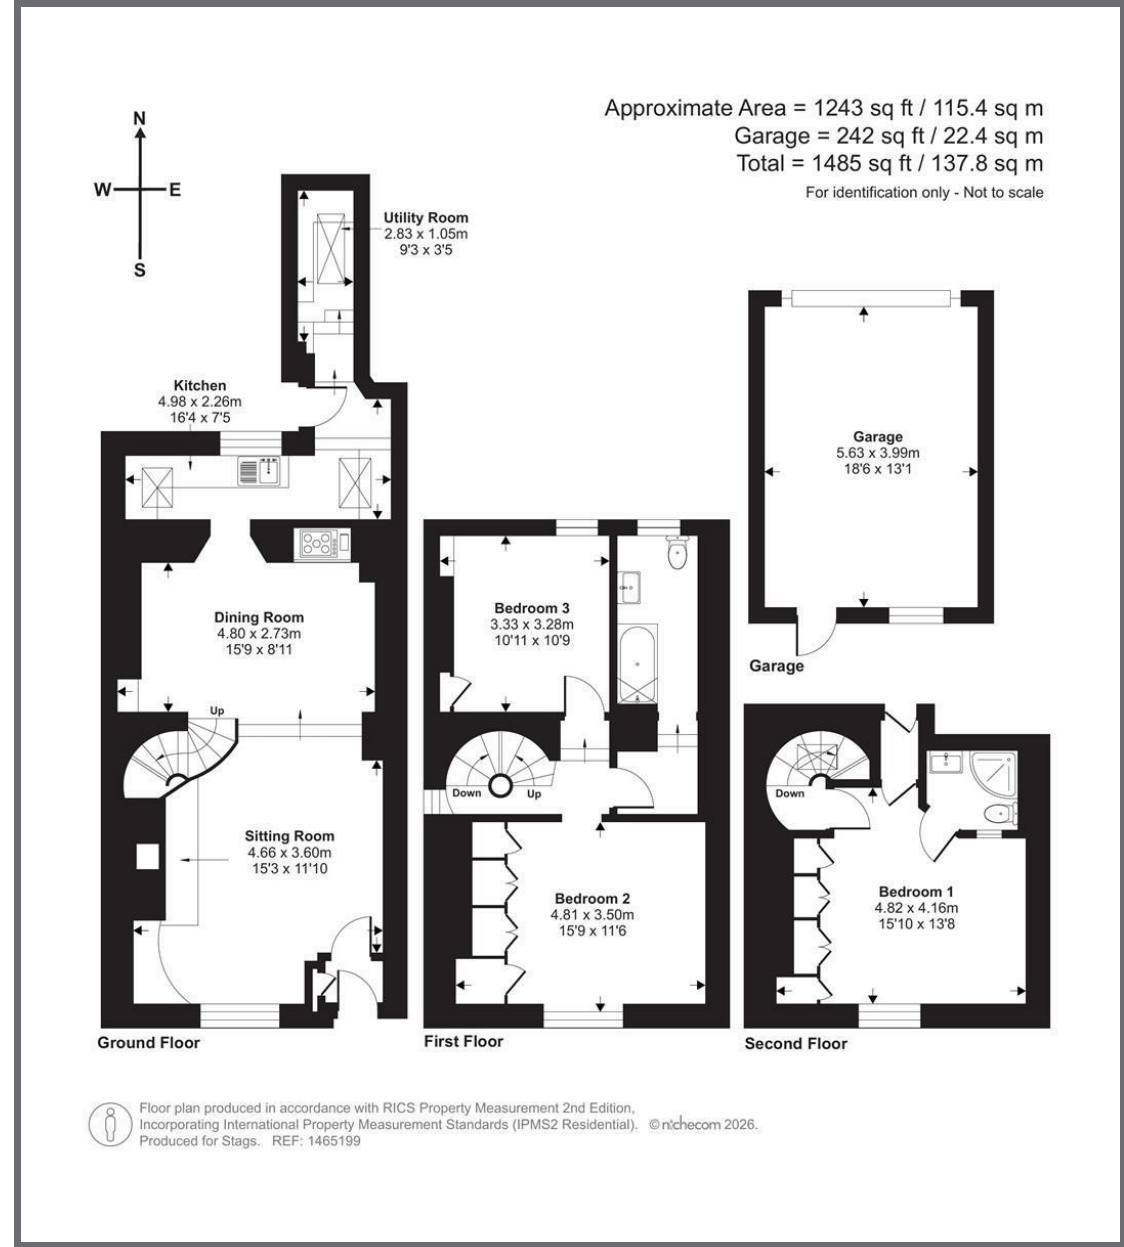 Approximate Area = 1243 sq ft / 115.4 sq m
Garage = 242 sq ft / 22.4 sq m
Total = 1485 sq ft / 137.8 sq m
For identification only - Not to scale
N
W E
S
Utility Room
2.83 x 1.05m
9'3 x 3'5
Kitchen
4.98 x 2.26m
16'4 x 7'5
Dining Room
4.80 x 2.73m
15'9 x 8'11
Up
Sitting Room
4.66 x 3.60m
15'3 x 11'10
Ground Floor
Bedroom 3
3.33 x 3.28m
10'11 x 10'9
Down
Up
Bedroom 2
4.81 x 3.50m
15'9 x 11'6
First Floor
Garage
5.63 x 3.99m
18'6 x 13'1
Garage
Down
Bedroom 1
4.82 x 4.16m
15'10 x 13'8
Second Floor
Floor plan produced in accordance with RICS Property Measurement 2nd Edition,
Incorporating International Property Measurement Standards (IPMS2 Residential). © nichecom 2026.
Produced for Stags. REF: 1465199